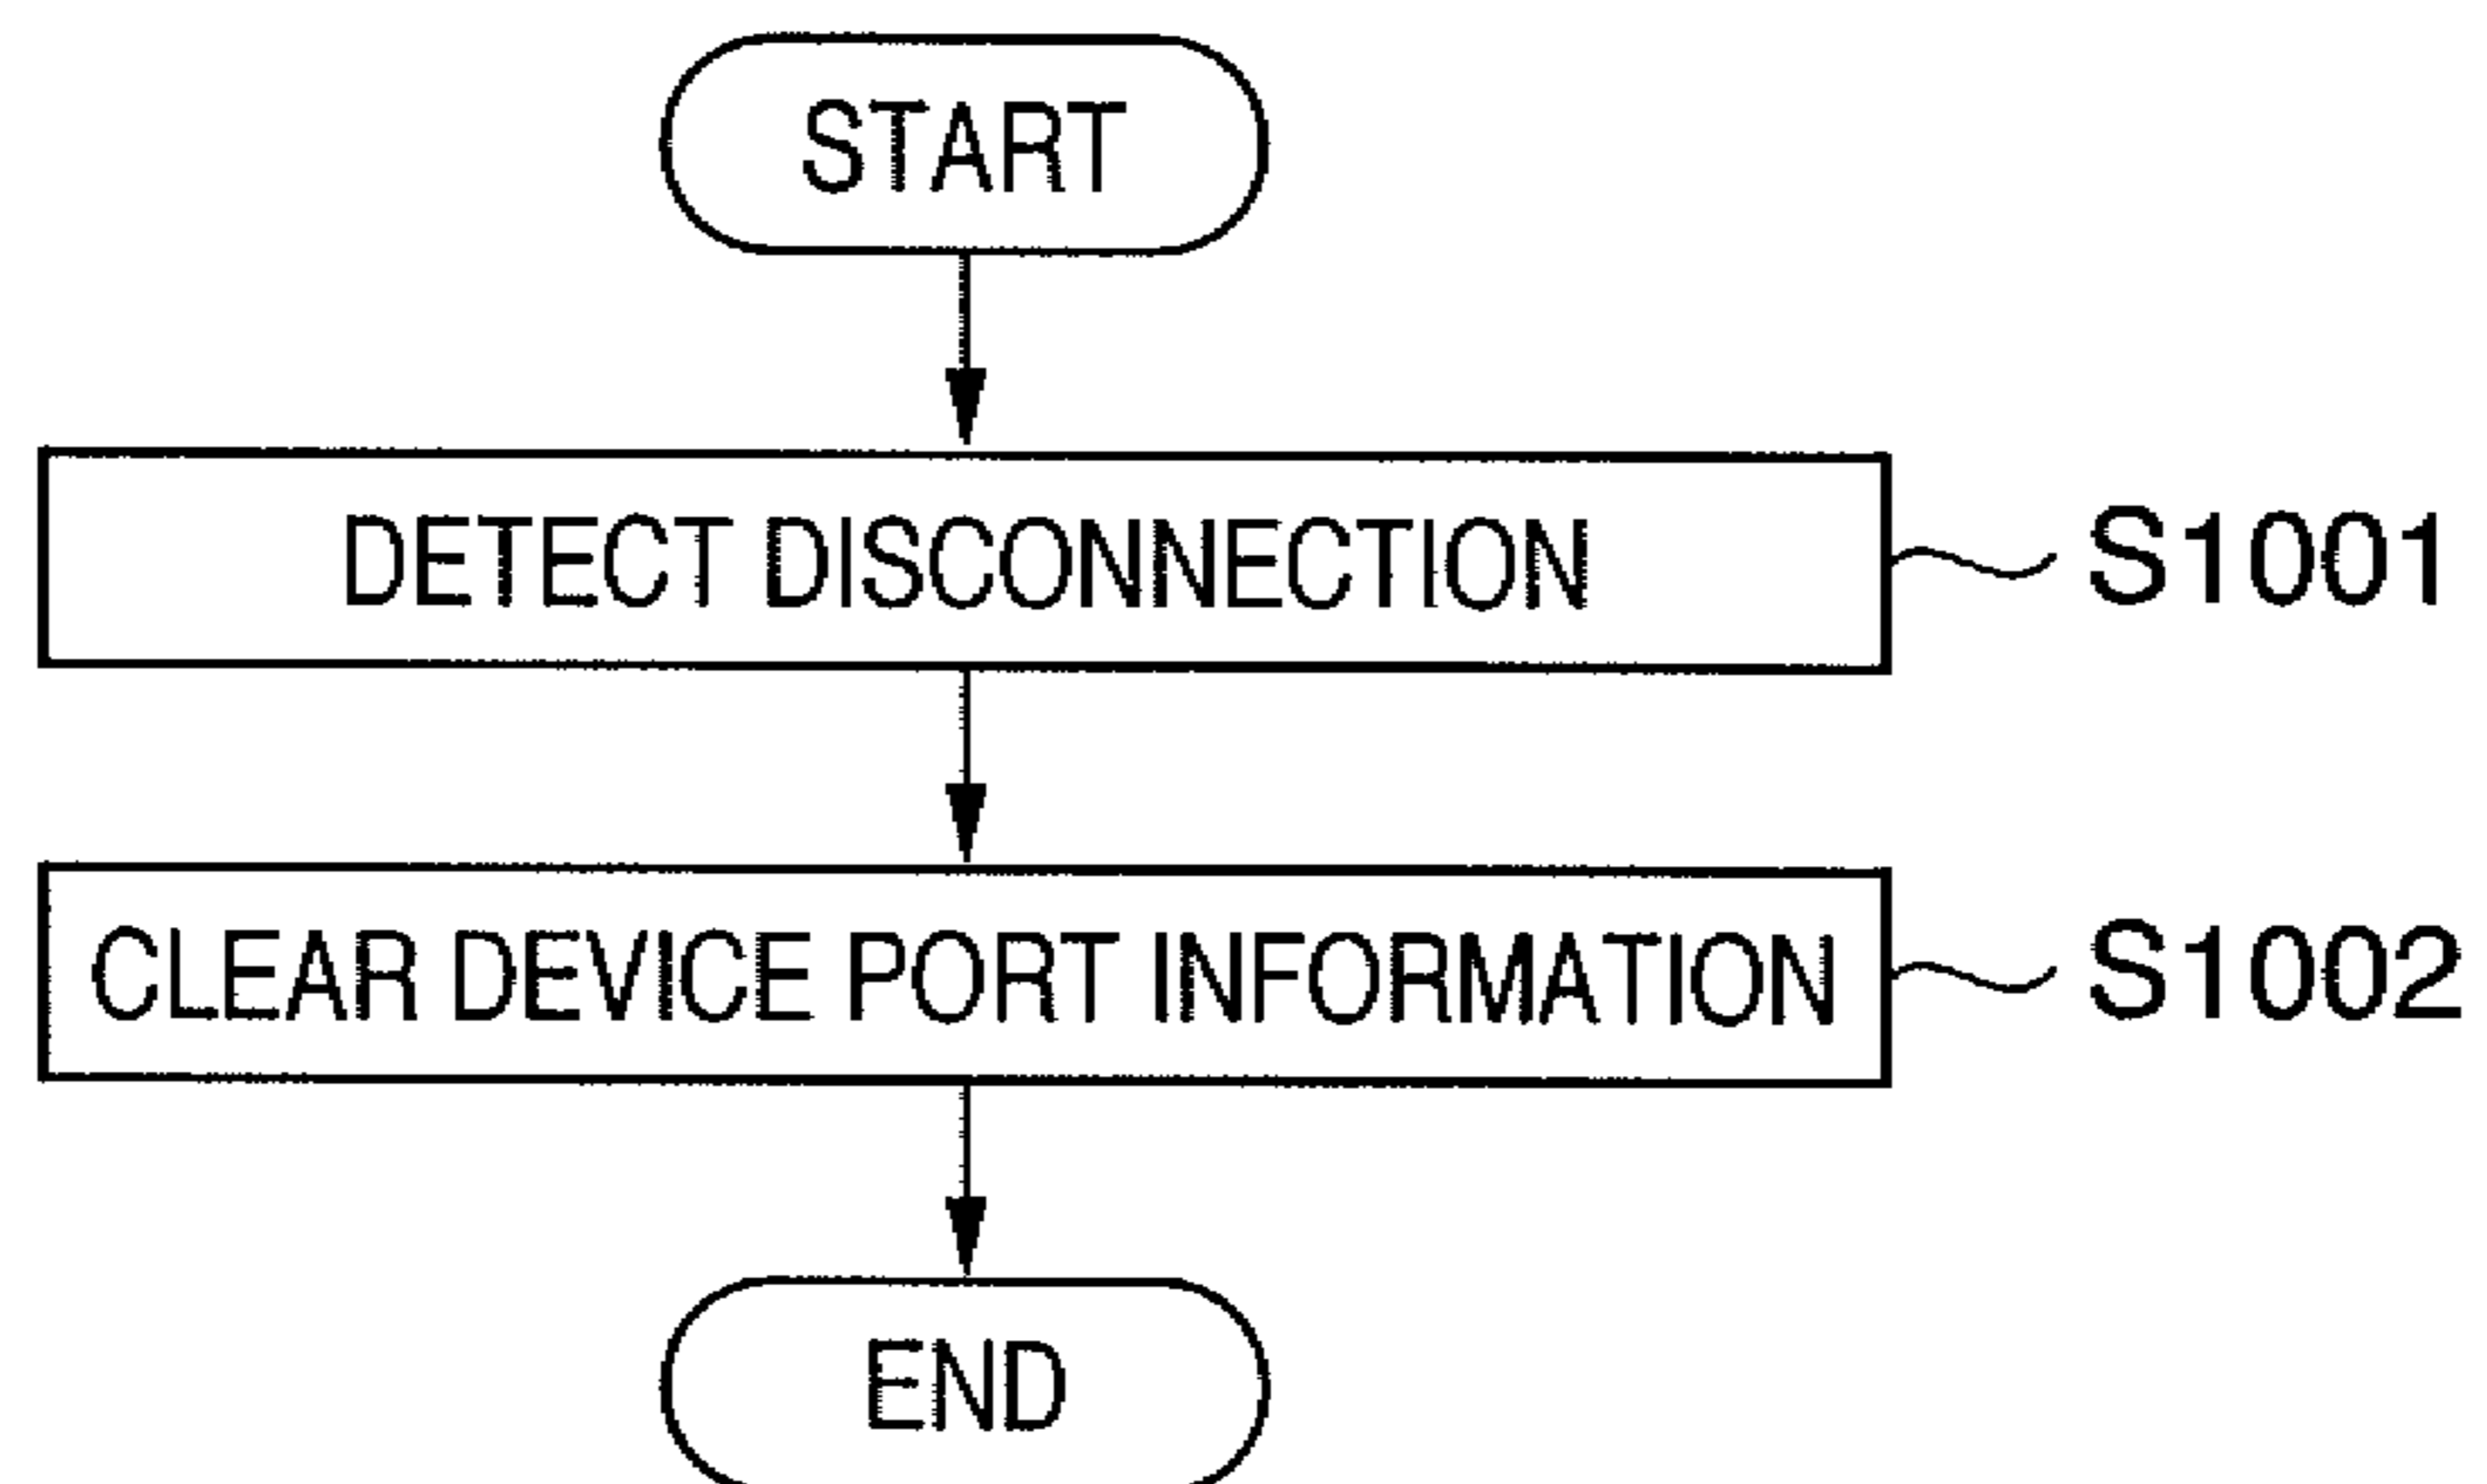 START
DETECT DISCONNECTION
S1001
CLEAR DEVICE PORT INFORMATION
S1002
END